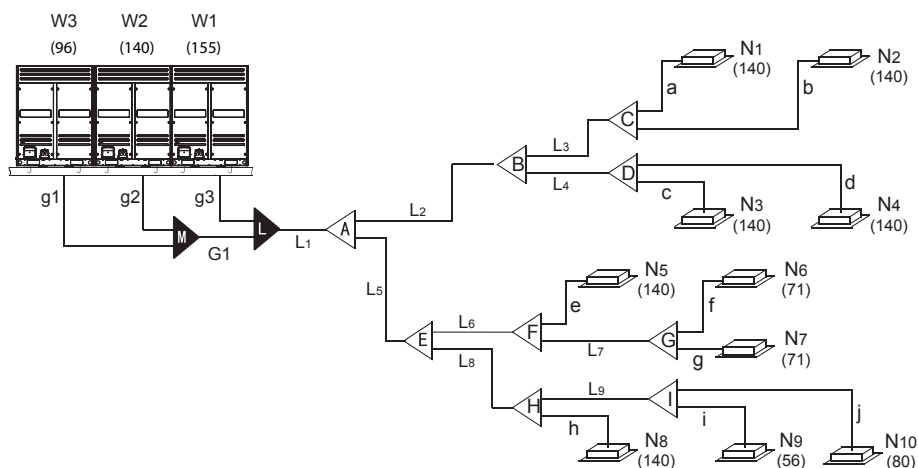 W3 W2 W1
(96) (140) (155)
N1
(140)
N2
(140)
a
b
C
L3
B
L4
D
d
c
N3
(140)
N4
(140)
g1 g2 g3
L2
M
L
A
G1
L1
L5
N5
(140)
N6
(71)
e
f
L6
F
E
L7
G
N7
(71)
g
L8
L9
I
H
j
h
i
N8
(140)
N9
(56)
N10
(80)